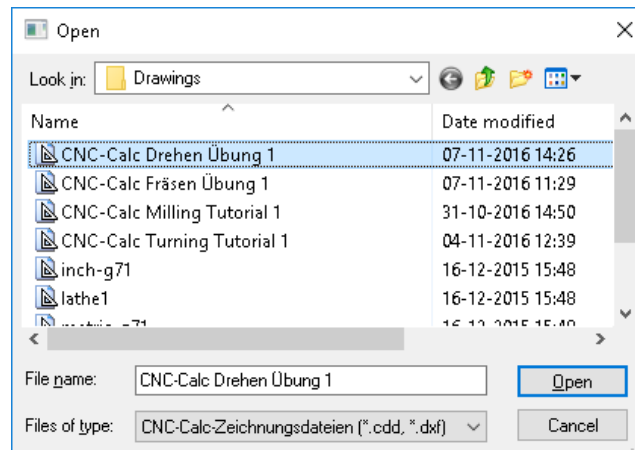 Open
Look in: Drawings
Name Date modified
CNC-Calc Drehen Übung 1 07-11-2016 14:26
CNC-Calc Fräsen Übung 1 07-11-2016 11:29
CNC-Calc Milling Tutorial 1 31-10-2016 14:50
CNC-Calc Turning Tutorial 1 04-11-2016 12:39
inch-g71 16-12-2015 15:48
lathe1 16-12-2015 15:48
File name: CNC-Calc Drehen Übung 1 Open
Files of type: CNC-Calc-Zeichnungsdateien (*.cdd, *.dxf) Cancel